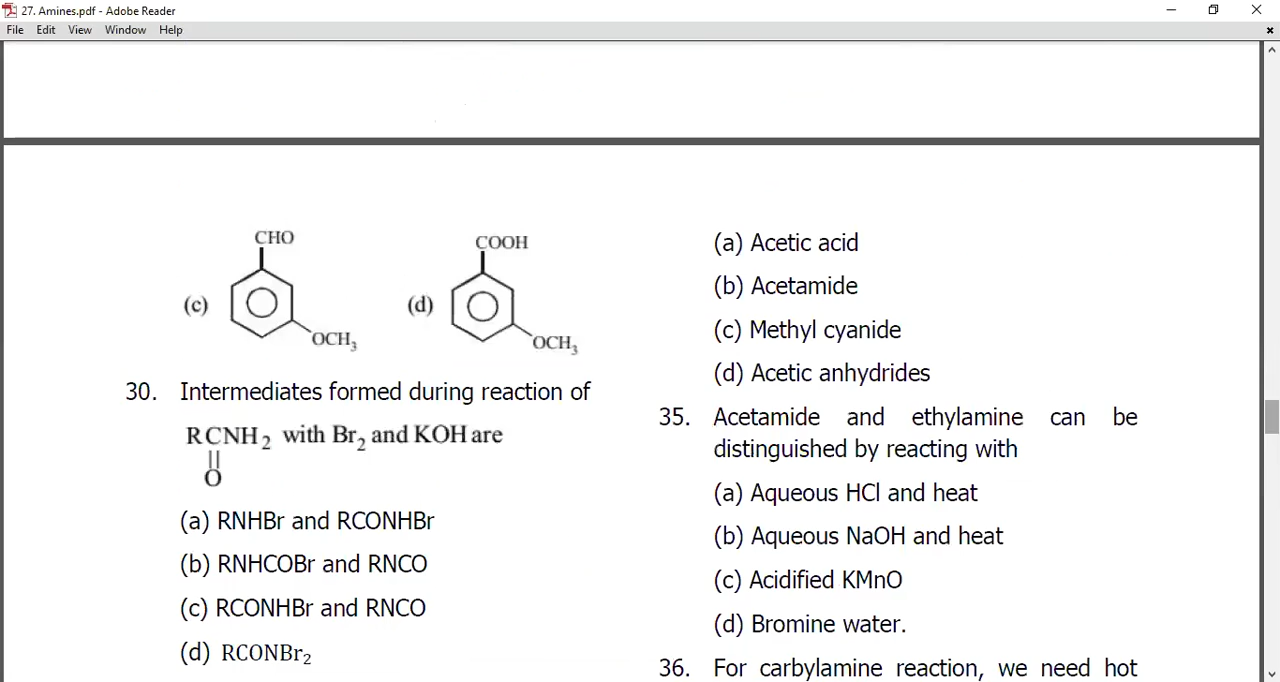 27. Amines.pdf - Adobe Reader
File Edit View Window Help
CHO
(c)
OCH3
COOH
(d)
OCH3
30. Intermediates formed during reaction of
RCNH2 with Br2 and KOH are
||
O
(a) RNHBr and RCONHBr
(b) RNHCOBr and RNCO
(c) RCONHBr and RNCO
(d) RCONBr2
(a) Acetic acid
(b) Acetamide
(c) Methyl cyanide
(d) Acetic anhydrides
35. Acetamide and ethylamine can be
distinguished by reacting with
(a) Aqueous HCl and heat
(b) Aqueous NaOH and heat
(c) Acidified KMnO
(d) Bromine water.
36. For carbylamine reaction, we need hot